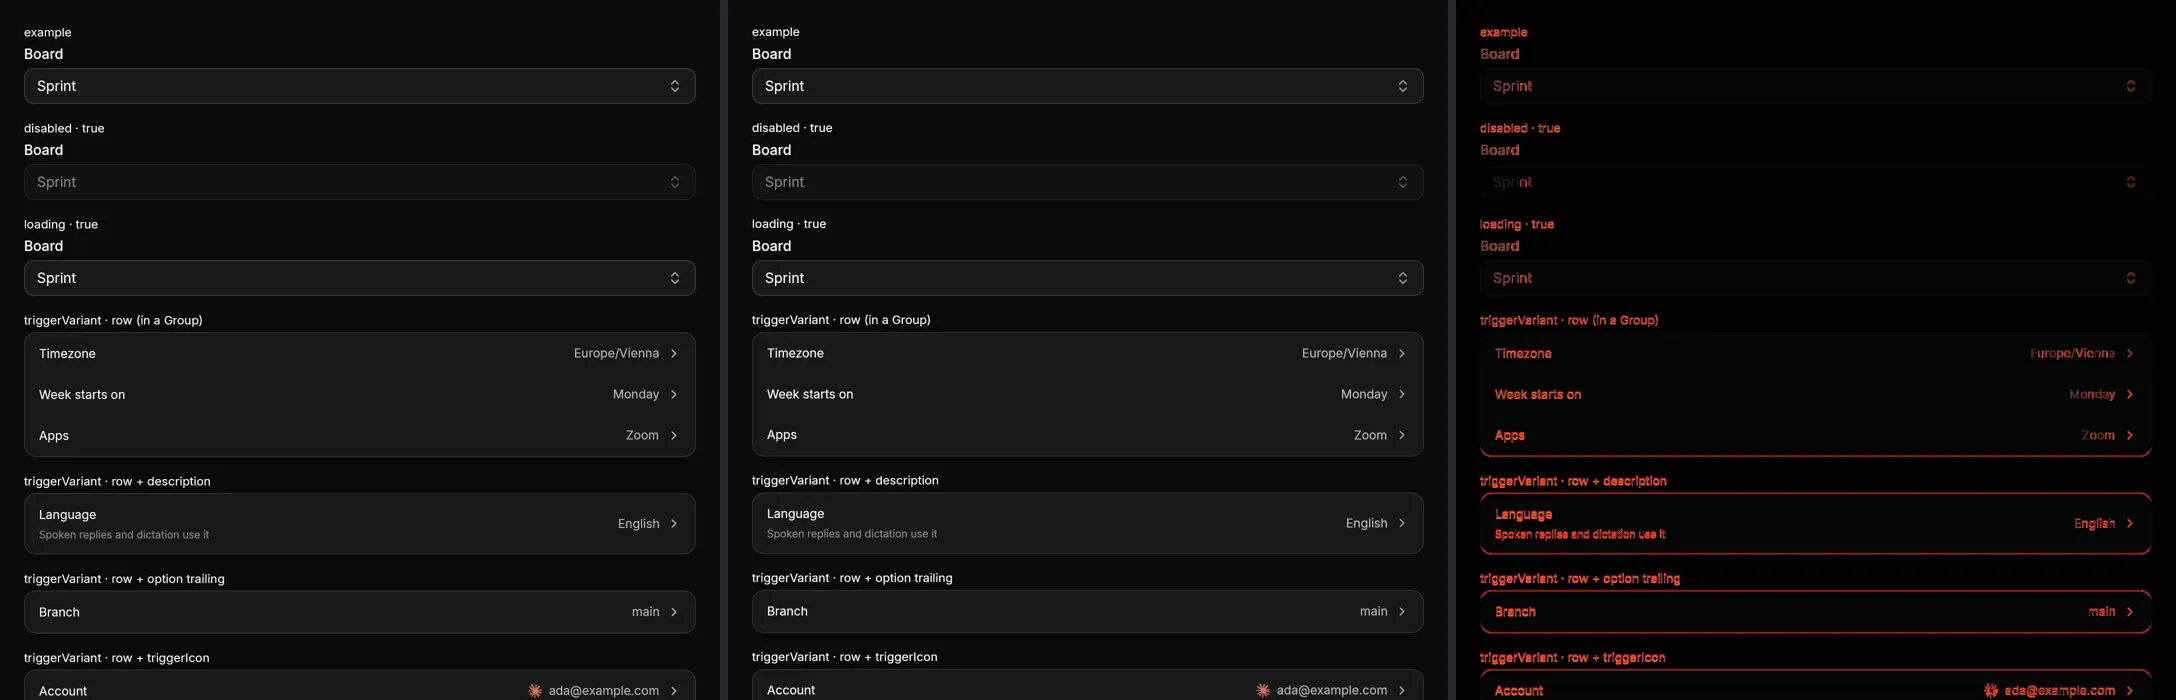 example
Board
Sprint
disabled · true
Board
Sprint
loading · true
Board
Sprint
triggerVariant · row (in a Group)
Timezone Europe/Vienna
Week starts on Monday
Apps Zoom
triggerVariant · row + description
Language English
Spoken replies and dictation use it
triggerVariant · row + option trailing
Branch main
triggerVariant · row + triggerIcon
Account ada@example.com
example
Board
Sprint
disabled · true
Board
Sprint
loading · true
Board
Sprint
triggerVariant · row (in a Group)
Timezone Europe/Vienna
Week starts on Monday
Apps Zoom
triggerVariant · row + description
Language English
Spoken replies and dictation use it
triggerVariant · row + option trailing
Branch main
triggerVariant · row + triggerIcon
Account ada@example.com
example
Board
Sprint
disabled · true
Board
Sprint
loading · true
Board
Sprint
triggerVariant · row (in a Group)
Timezone Europe/Vienna
Week starts on Monday
Apps Zoom
triggerVariant · row + description
Language English
Spoken replies and dictation use it
triggerVariant · row + option trailing
Branch main
triggerVariant · row + triggerIcon
Account ada@example.com